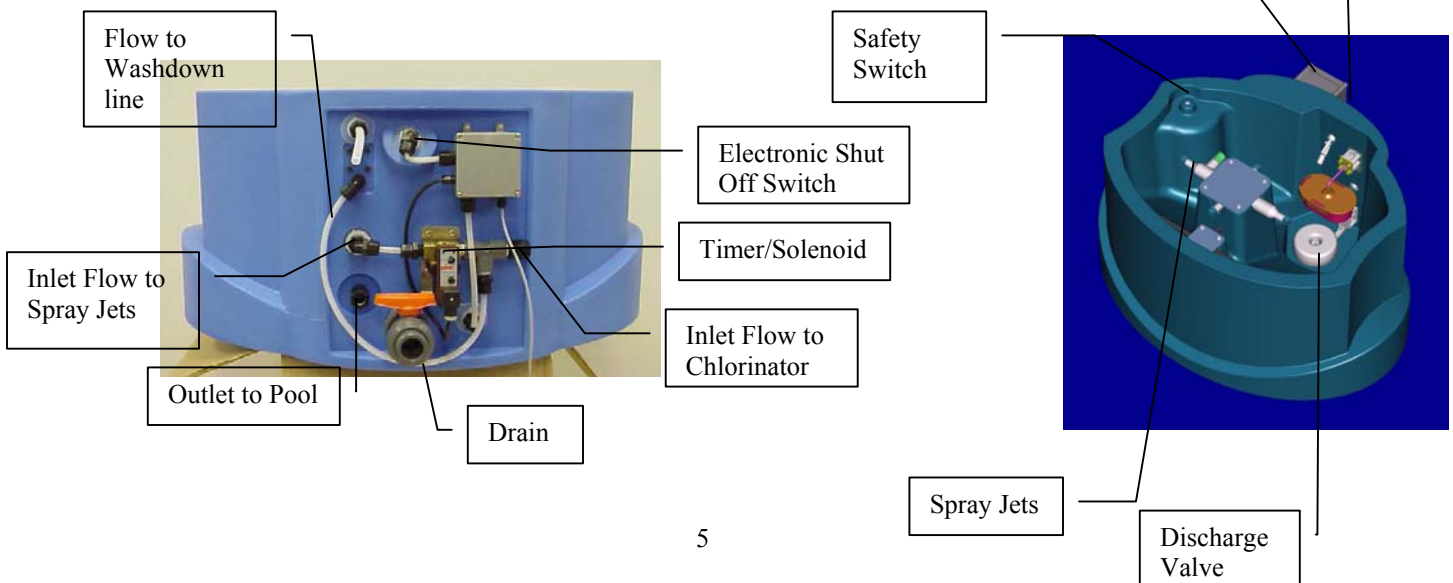 Flow to
Washdown
line
Safety
Switch
Electronic Shut
Off Switch
Timer/Solenoid
Inlet Flow to
Spray Jets
Inlet Flow to
Chlorinator
Outlet to Pool
Drain
Spray Jets
Discharge
Valve
5